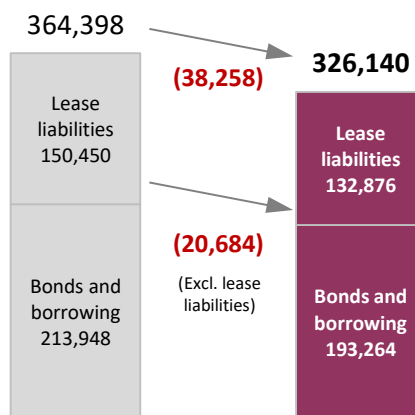 364,398
Lease
liabilities
150,450
Bonds and
borrowing
213,948
(38,258)
(20,684)
(Excl. lease
liabilities)
326,140
Lease
liabilities
132,876
Bonds and
borrowing
193,264